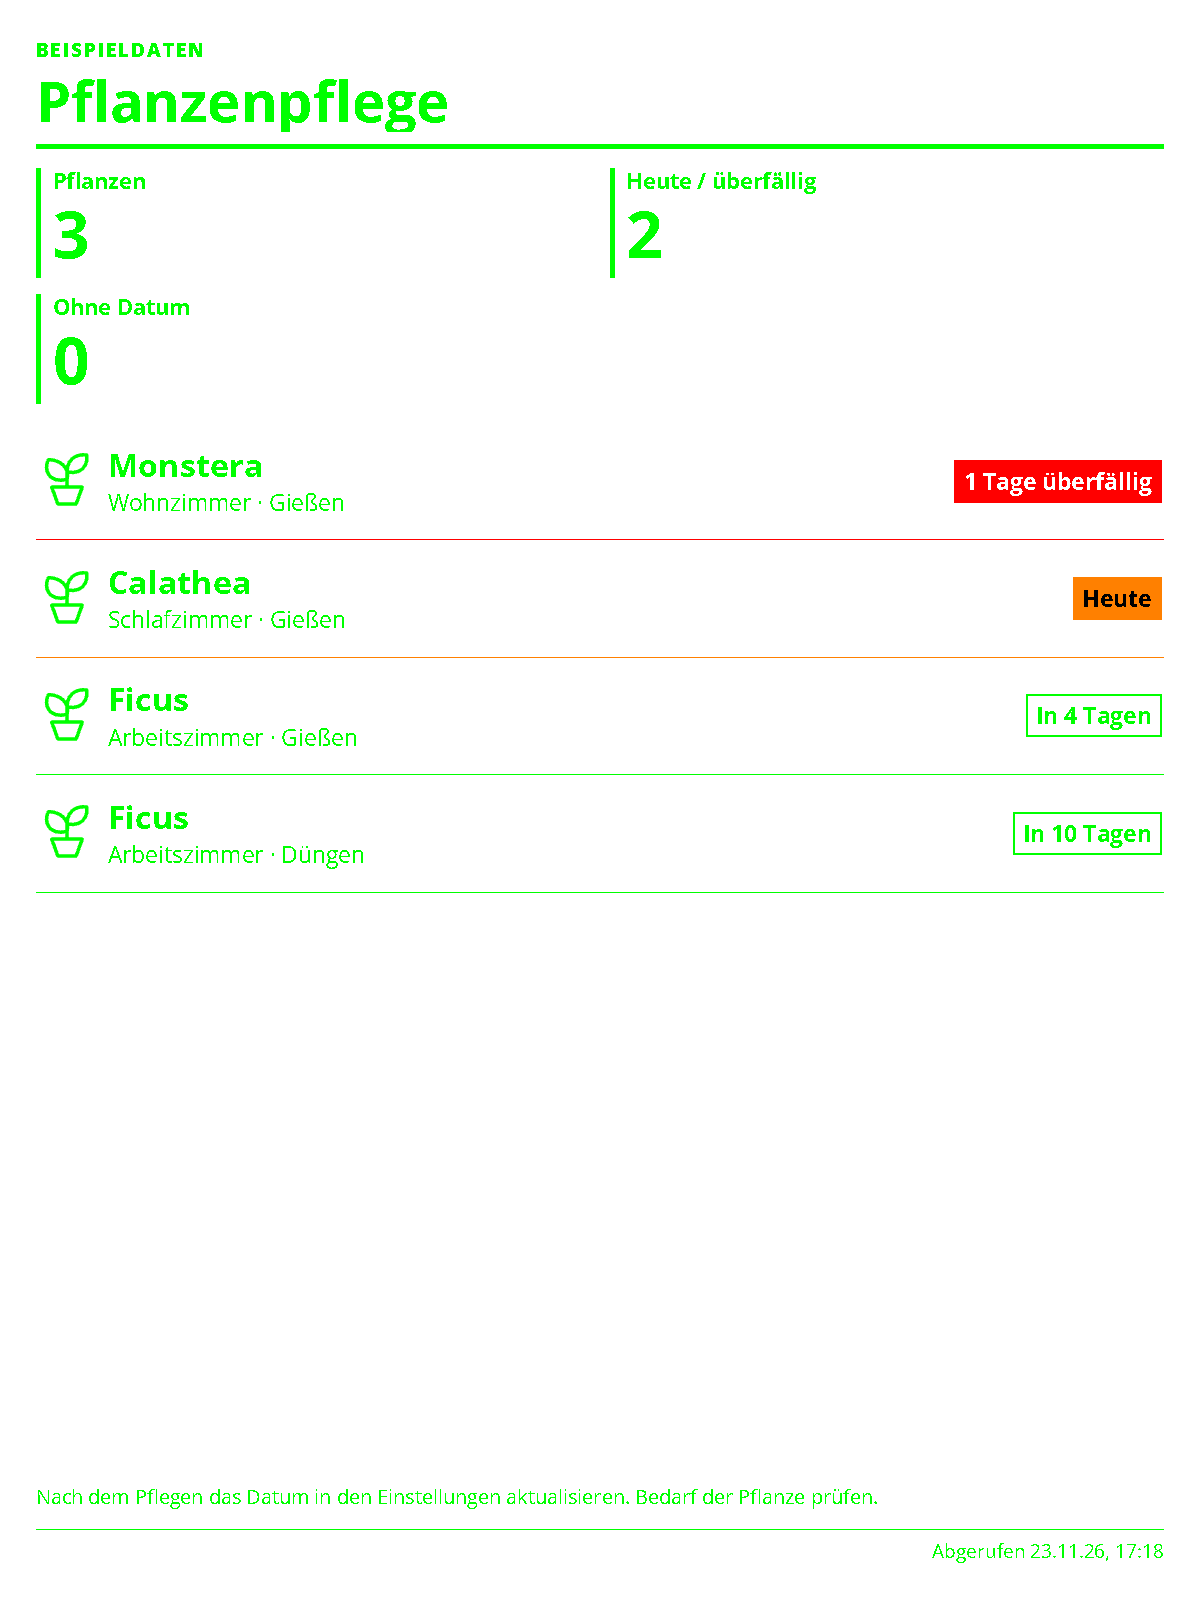 BEISPIELDATEN
Pflanzenpflege
Pflanzen
3
Heute / überfällig
2
Ohne Datum
0
Monstera
Wohnzimmer · Gießen
1 Tage überfällig
Calathea
Schlafzimmer · Gießen
Heute
Ficus
Arbeitszimmer · Gießen
In 4 Tagen
Ficus
Arbeitszimmer · Düngen
In 10 Tagen
Nach dem Pflegen das Datum in den Einstellungen aktualisieren. Bedarf der Pflanze prüfen.
Abgerufen 23.11.26, 17:18